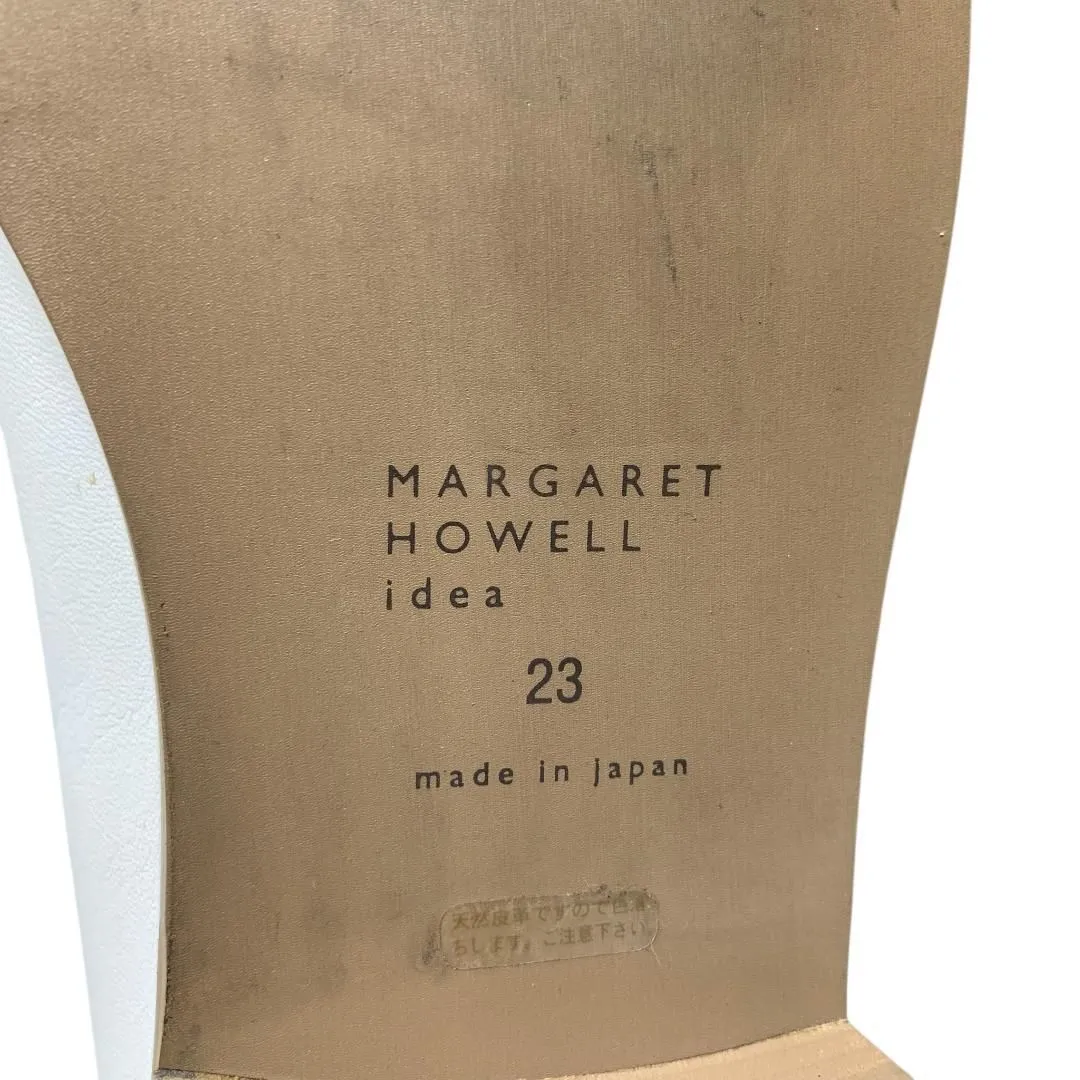 MARGARET
HOWELL
idea
23
made in japan
天然皮革ですので色落
ちします。ご注意下さい。